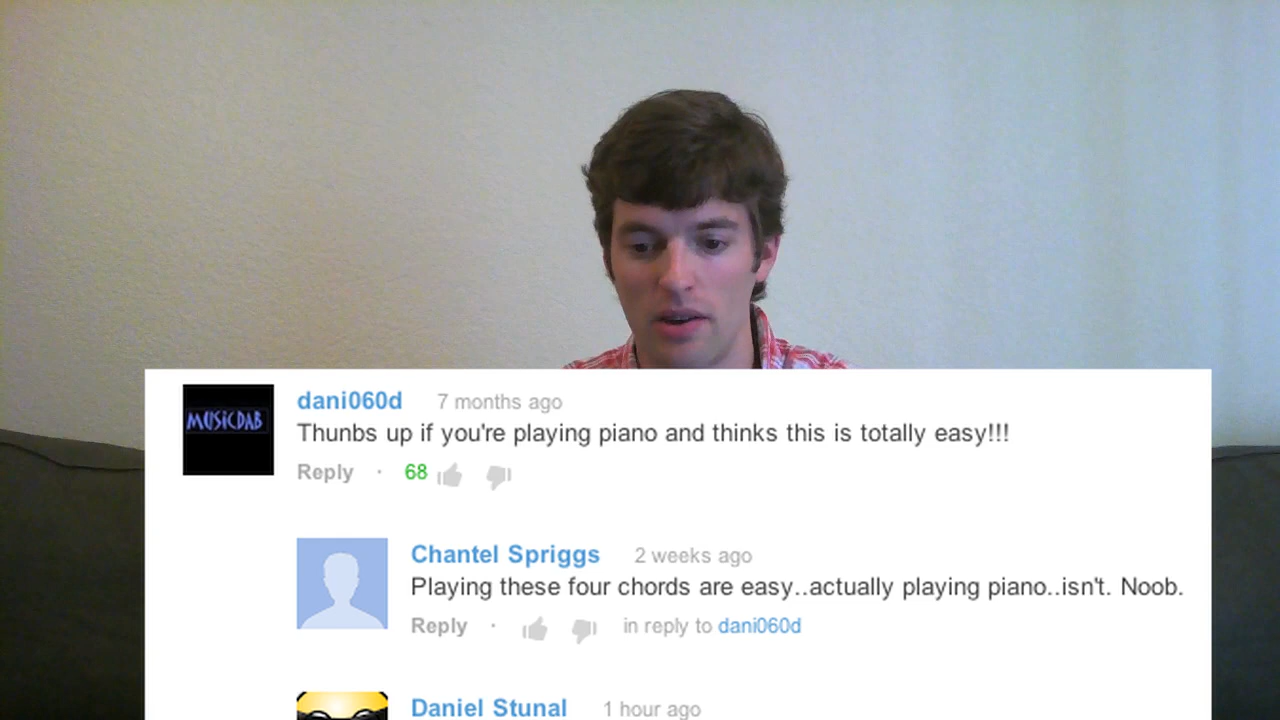 MUSICDAB
dani060d 7 months ago
Thunbs up if you're playing piano and thinks this is totally easy!!!
Reply · 68
Chantel Spriggs 2 weeks ago
Playing these four chords are easy..actually playing piano..isn't. Noob.
Reply · in reply to dani060d
Daniel Stunal 1 hour ago